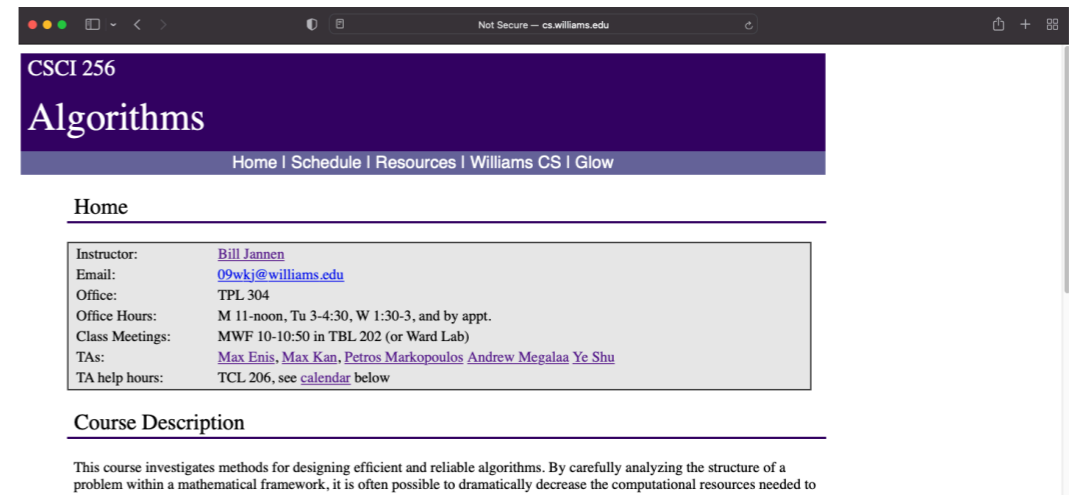 Not Secure — cs.williams.edu
CSCI 256
Algorithms
Home | Schedule | Resources | Williams CS | Glow
Home
Instructor: Bill Jannen
Email: 09wkj@williams.edu
Office: TPL 304
Office Hours: M 11-noon, Tu 3-4:30, W 1:30-3, and by appt.
Class Meetings: MWF 10-10:50 in TBL 202 (or Ward Lab)
TAs: Max Enis, Max Kan, Petros Markopoulos Andrew Megalaa Ye Shu
TA help hours: TCL 206, see calendar below
Course Description
This course investigates methods for designing efficient and reliable algorithms. By carefully analyzing the structure of a
problem within a mathematical framework, it is often possible to dramatically decrease the computational resources needed to